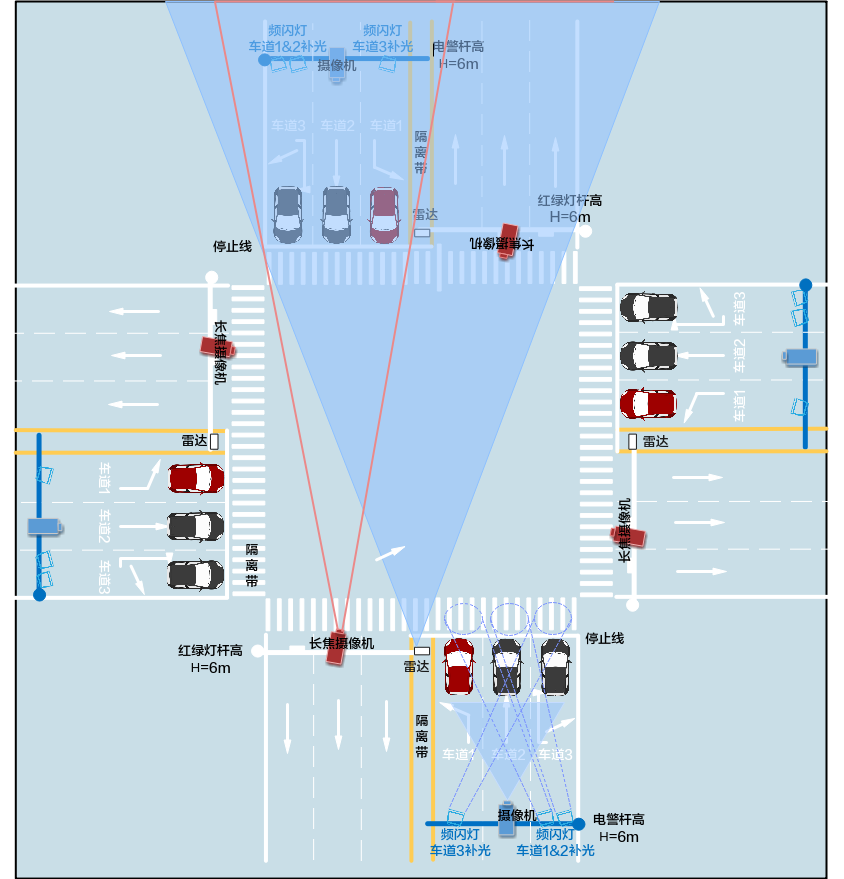 频闪灯
车道1&2补光
频闪灯
车道3补光
摄像机
电警杆高
H=6m
车道3
车道2
车道1
隔离带
雷达
红绿灯杆高
H=6m
长焦摄像机
停止线
长焦摄像机
车道3
车道2
车道1
雷达
雷达
车道1
车道2
车道3
隔离带
长焦摄像机
红绿灯杆高
H=6m
长焦摄像机
雷达
停止线
隔离带
车道1
车道2
车道3
摄像机
频闪灯
车道3补光
频闪灯
车道1&2补光
电警杆高
H=6m